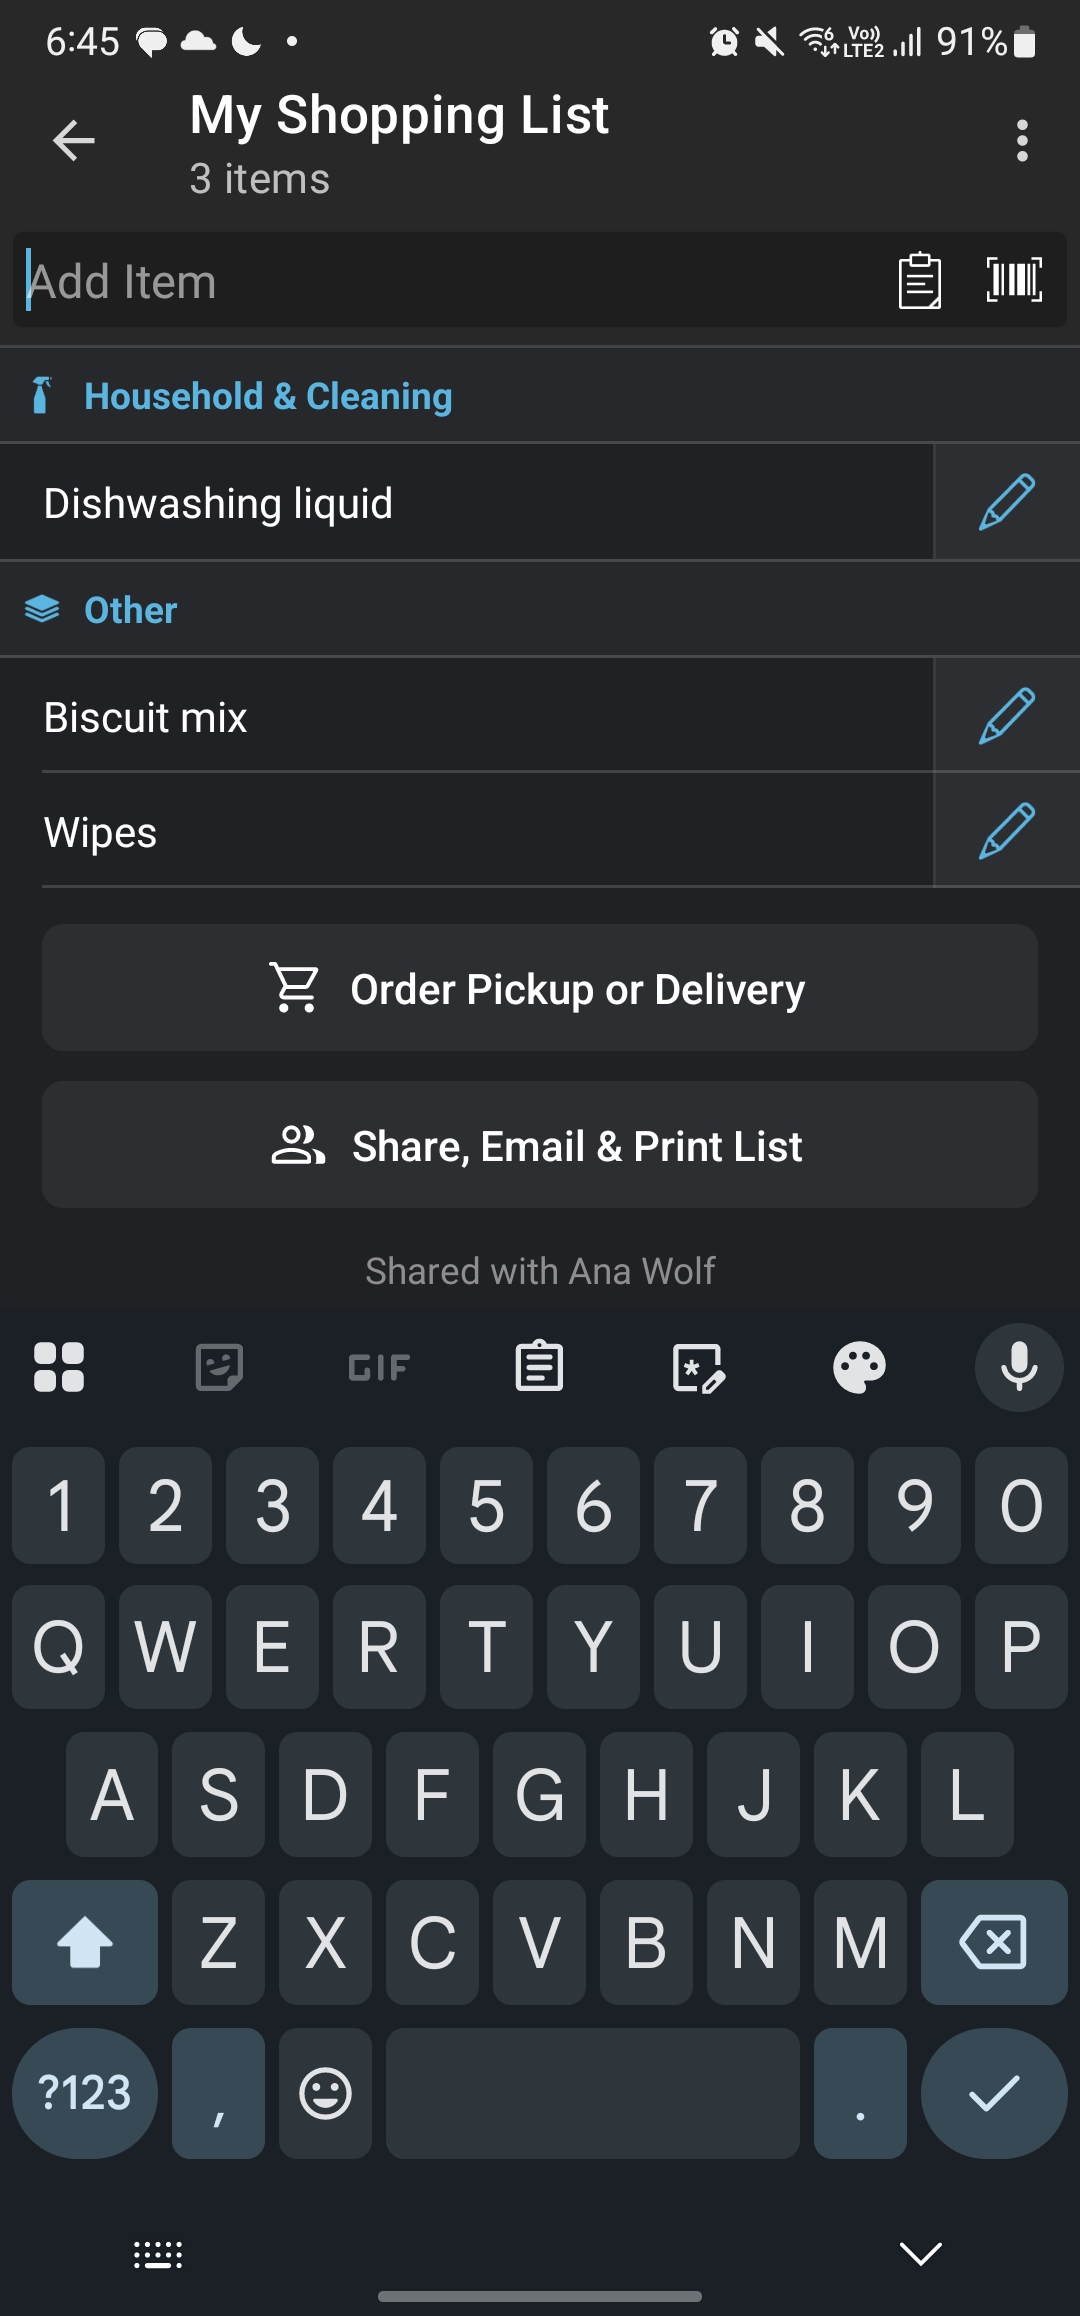 6:45 Vo)) LTE2 6 91%
My Shopping List
3 items
Add Item
Household & Cleaning
Dishwashing liquid
Other
Biscuit mix
Wipes
Order Pickup or Delivery
Share, Email & Print List
Shared with Ana Wolf
GIF
1 2 3 4 5 6 7 8 9 0
Q W E R T Y U I O P
A S D F G H J K L
Z X C V B N M
?123 , .